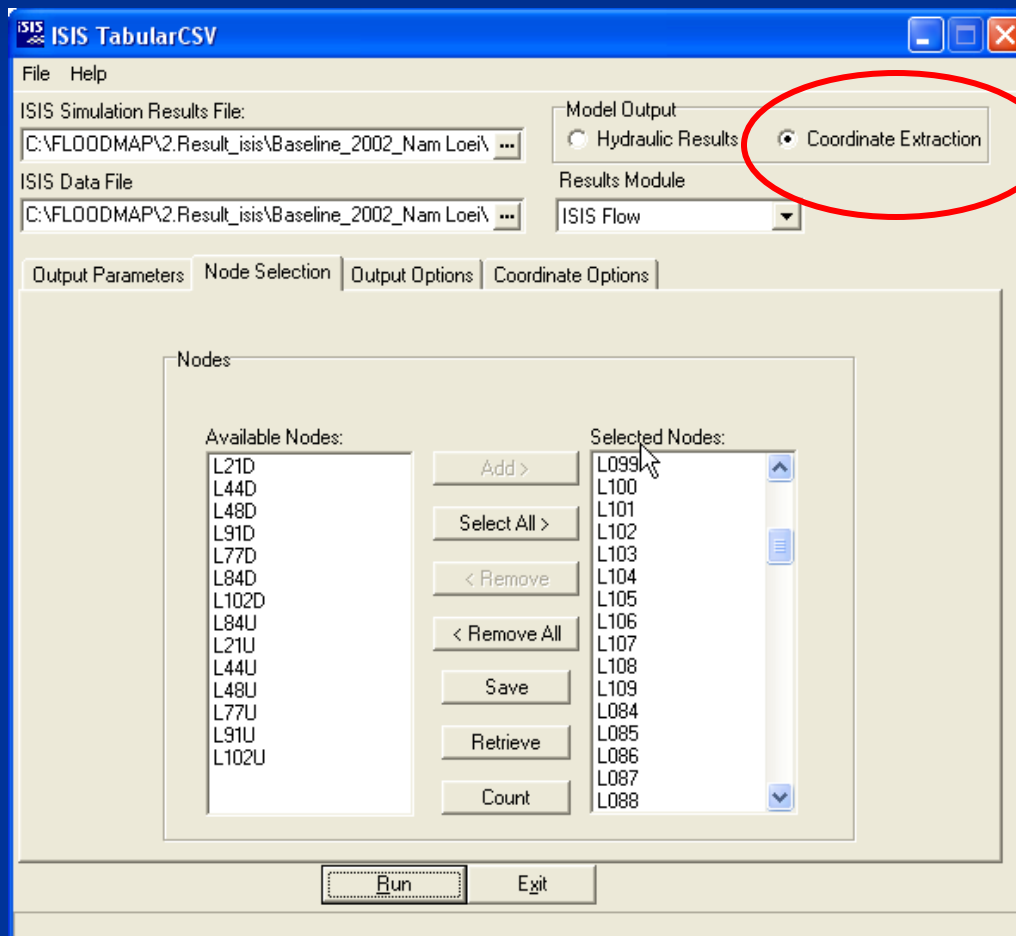 ISIS ISIS TabularCSV
File Help
ISIS Simulation Results File:
C:\FLOODMAP\2.Result_isis\Baseline_2002_Nam Loei\ ...
ISIS Data File
C:\FLOODMAP\2.Result_isis\Baseline_2002_Nam Loei\ ...
Model Output
Hydraulic Results Coordinate Extraction
Results Module
ISIS Flow
Output Parameters Node Selection Output Options Coordinate Options
Nodes
Available Nodes:
L21D
L44D
L48D
L91D
L77D
L84D
L102D
L84U
L21U
L44U
L48U
L77U
L91U
L102U
Add >
Select All >
< Remove
< Remove All
Save
Retrieve
Count
Selected Nodes:
L099
L100
L101
L102
L103
L104
L105
L106
L107
L108
L109
L084
L085
L086
L087
L088
Run Exit